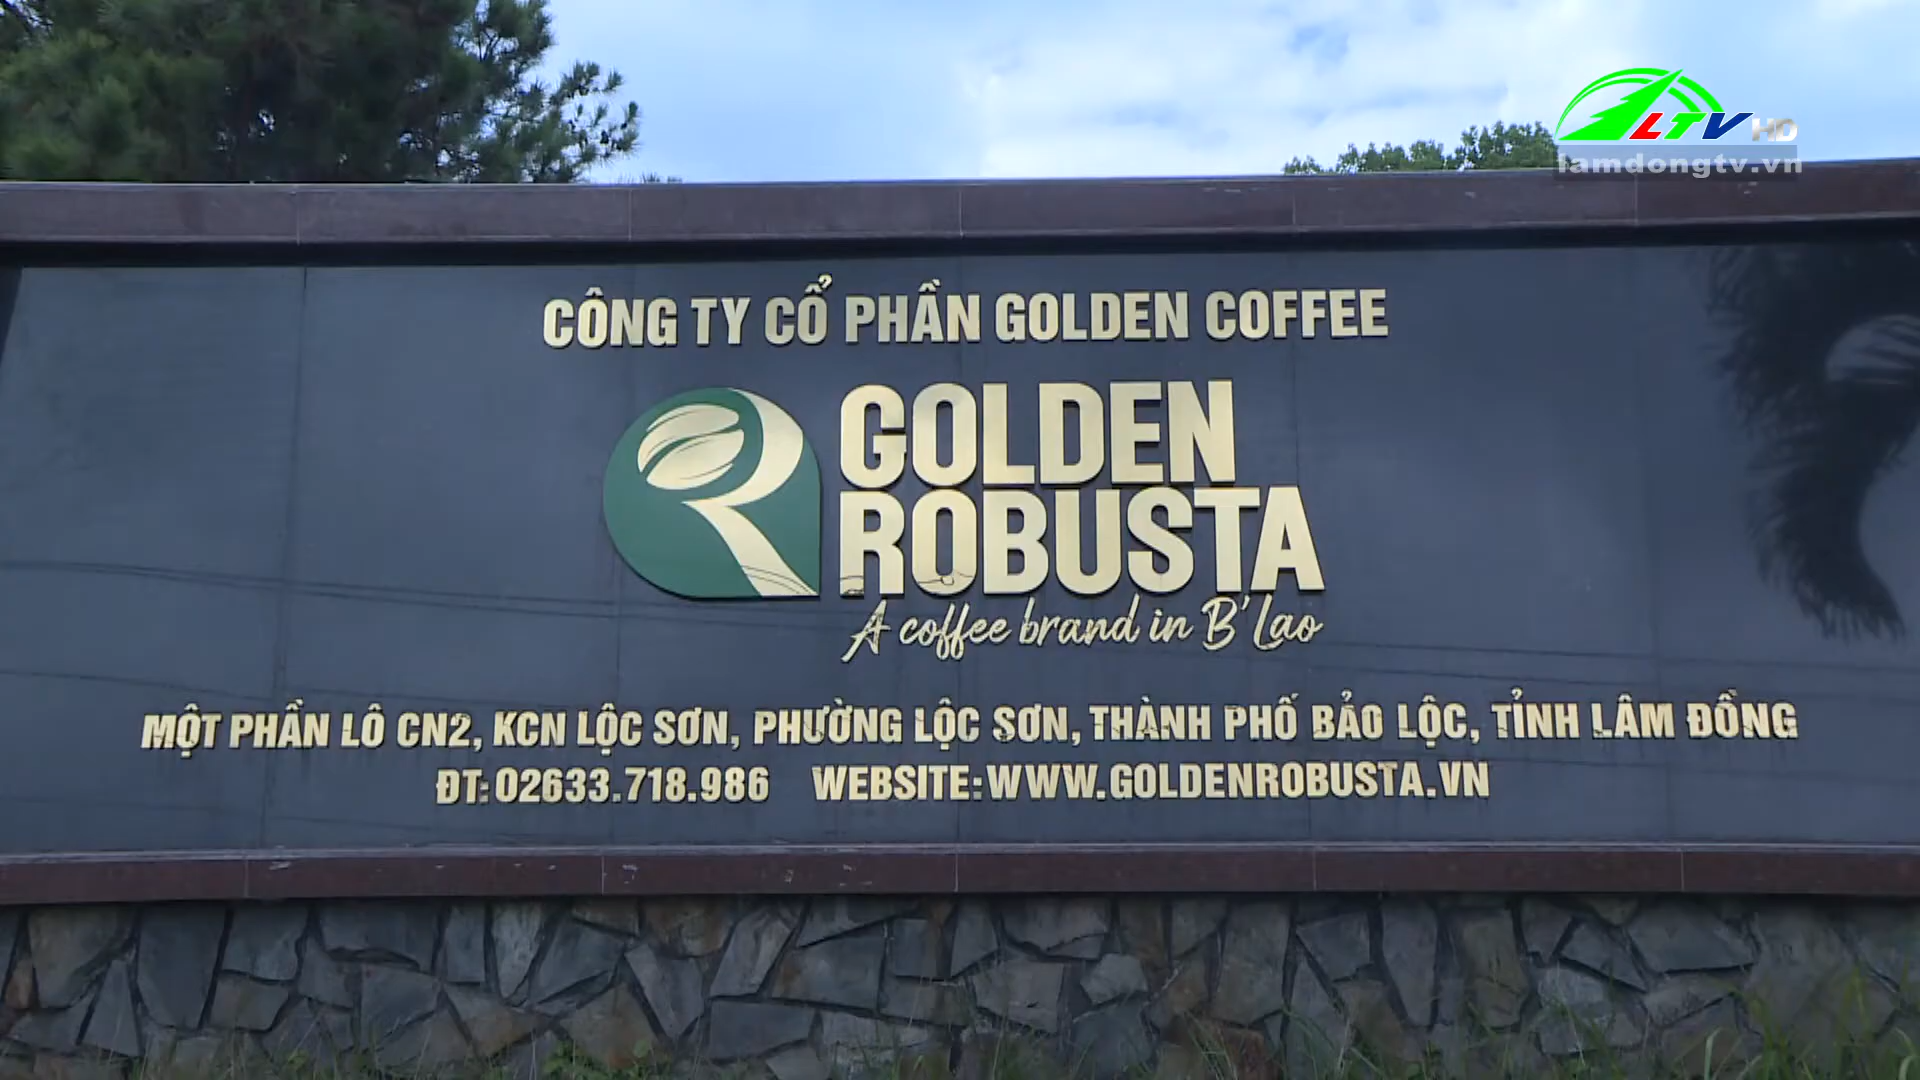 LTV HD
lamdongtv.vn
CÔNG TY CỔ PHẦN GOLDEN COFFEE
GOLDEN
ROBUSTA
A coffee brand in B'Lao
MỘT PHẦN LÔ CN2, KCN LỘC SƠN, PHƯỜNG LỘC SƠN, THÀNH PHỐ BẢO LỘC, TỈNH LÂM ĐỒNG
ĐT: 02633.718.986 WEBSITE: WWW.GOLDENROBUSTA.VN